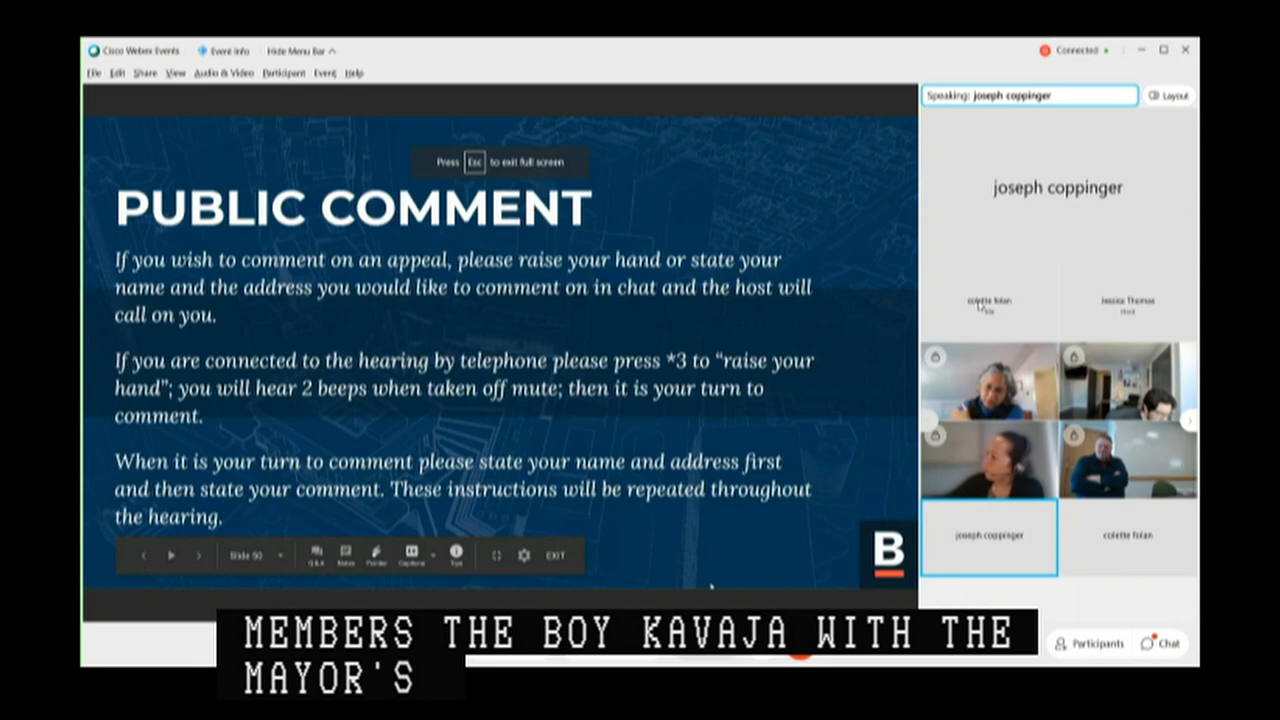 Cisco Webex Events Event Info Hide Menu Bar
Connected
File Edit Share View Audio & Video Participant Event Help
Speaking: joseph coppinger
Layout
Press Esc to exit full screen
joseph coppinger
PUBLIC COMMENT
If you wish to comment on an appeal, please raise your hand or state your
name and the address you would like to comment on in chat and the host will
call on you.
colette folan
Jessica Thomas
Host
If you are connected to the hearing by telephone please press *3 to “raise your
hand”; you will hear 2 beeps when taken off mute; then it is your turn to
comment.
When it is your turn to comment please state your name and address first
and then state your comment. These instructions will be repeated throughout
the hearing.
joseph coppinger
colette folan
B
Slide 50
Q&A Notes Pointer Captions Tips
EXIT
MEMBERS THE BOY KAVAJA WITH THE
MAYOR'S
Participants Chat